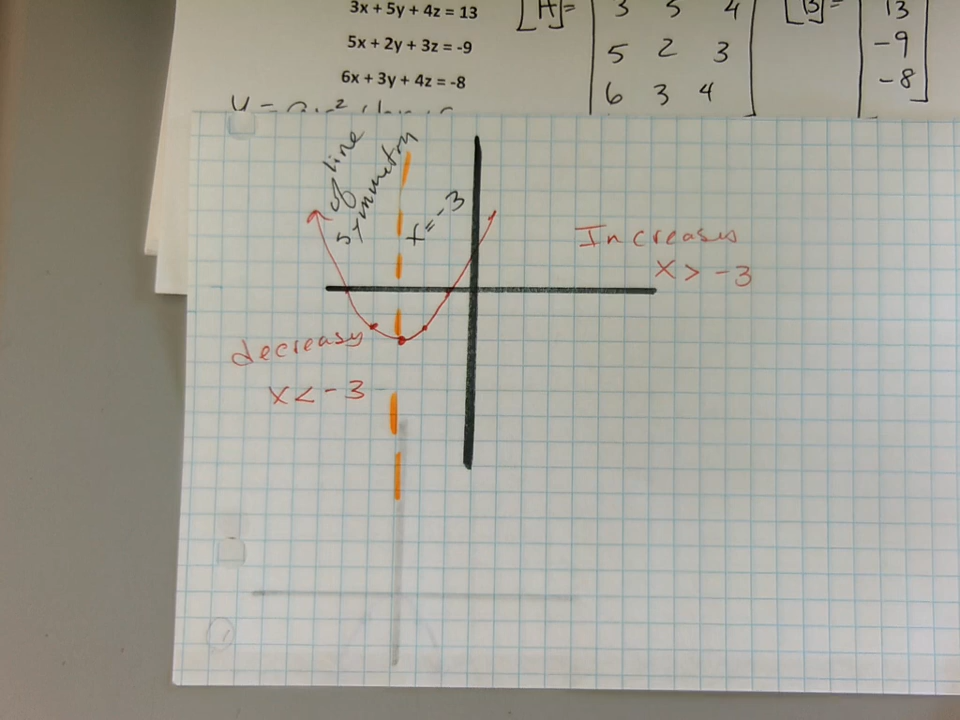 3x + 5y + 4z = 13
5x + 2y + 3z = -9
6x + 3y + 4z = -8
[A]=
3 5 4
5 2 3
6 3 4
[B]=
13
-9
-8
line
of
symmetry
x=-3
Increases
x > -3
decreasy
x < -3